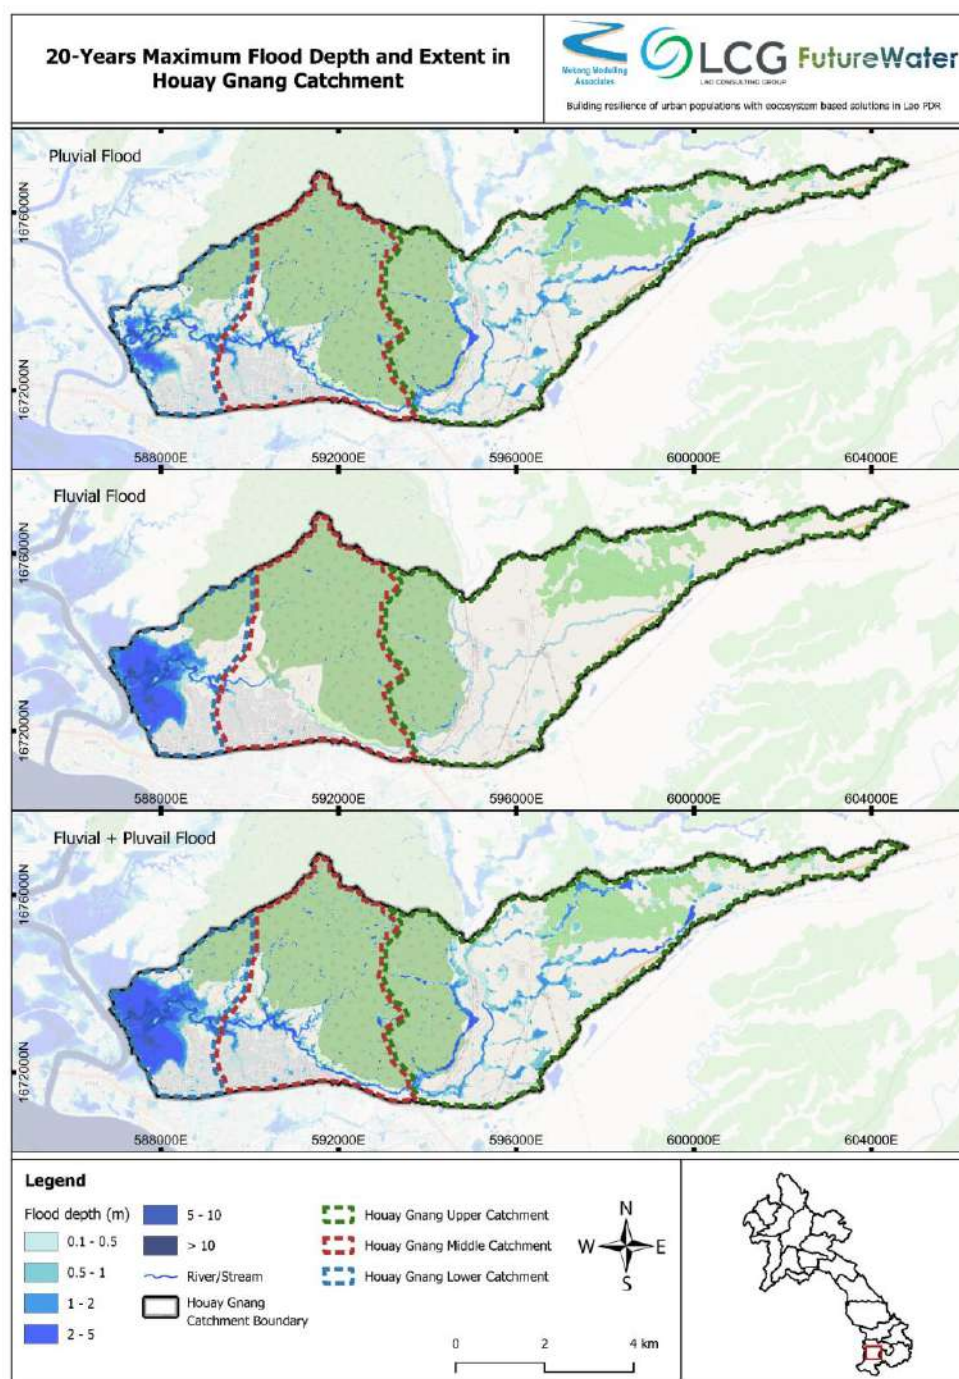 20-Years Maximum Flood Depth and Extent in
Houay Gnang Catchment
Mekong Modelling
Associates
LCG
LAO CONSULTING GROUP
FutureWater
Building resilience of urban populations with eocosystem based solutions in Lao PDR
Pluvial Flood
1676000N
1672000N
588000E 592000E 596000E 600000E 604000E
Fluvial Flood
1676000N
1672000N
588000E 592000E 596000E 600000E 604000E
Fluvial + Pluvail Flood
1676000N
1672000N
588000E 592000E 596000E 600000E 604000E
Legend
Flood depth (m)
0.1 - 0.5
0.5 - 1
1 - 2
2 - 5
5 - 10
> 10
River/Stream
Houay Gnang
Catchment Boundary
Houay Gnang Upper Catchment
Houay Gnang Middle Catchment
Houay Gnang Lower Catchment
N
W E
S
0 2 4 km